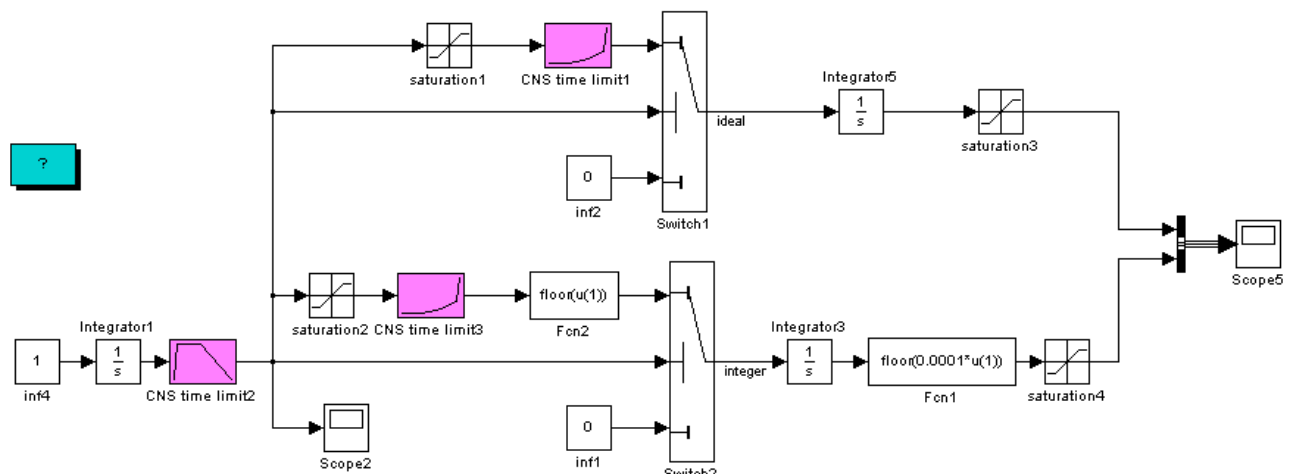 saturation1
CNS time limit1
Integrator5
1
s
ideal
saturation3
?
0
inf2
Switch1
Scope5
saturation2
CNS time limit3
floor(u(1))
Fcn2
Integrator1
1
inf4
1
s
CNS time limit2
integer
Integrator3
1
s
floor(0.0001*u(1))
Fcn1
saturation4
Scope2
0
inf1
Switch2